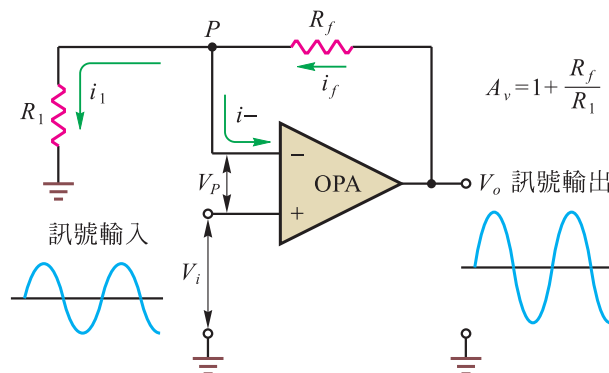 P
R_f
i_f
i_1
R_1
i−
A_v = 1 + R_f / R_1
−
OPA
+
V_P
V_o 訊號輸出
訊號輸入
V_i